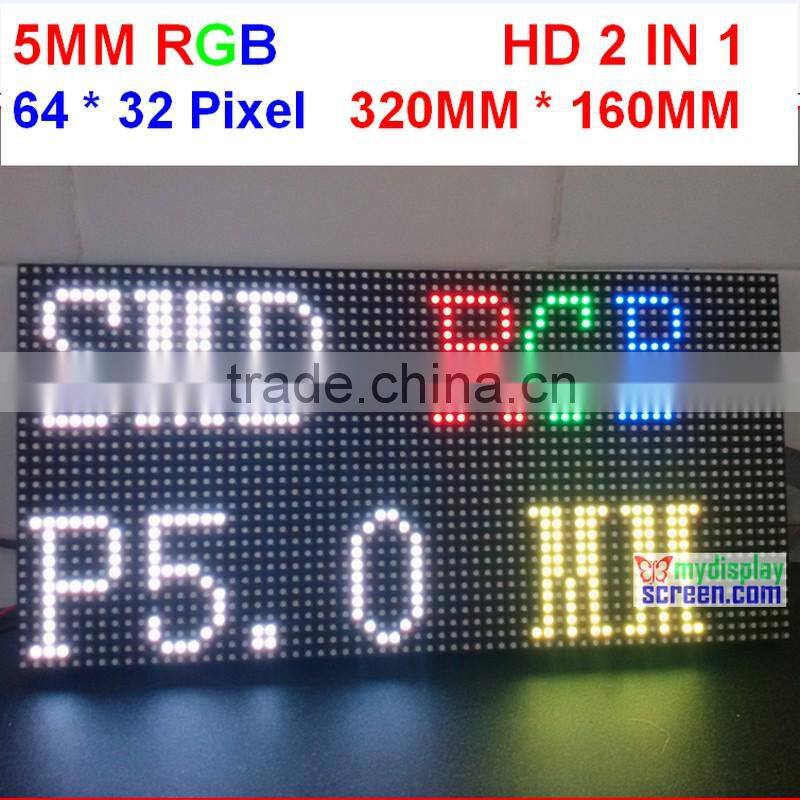 5MM RGB HD 2 IN 1
64 * 32 Pixel 320MM * 160MM
SMD RGB
trade.china.cn
P5.0 MM
mydisplay
screen.com